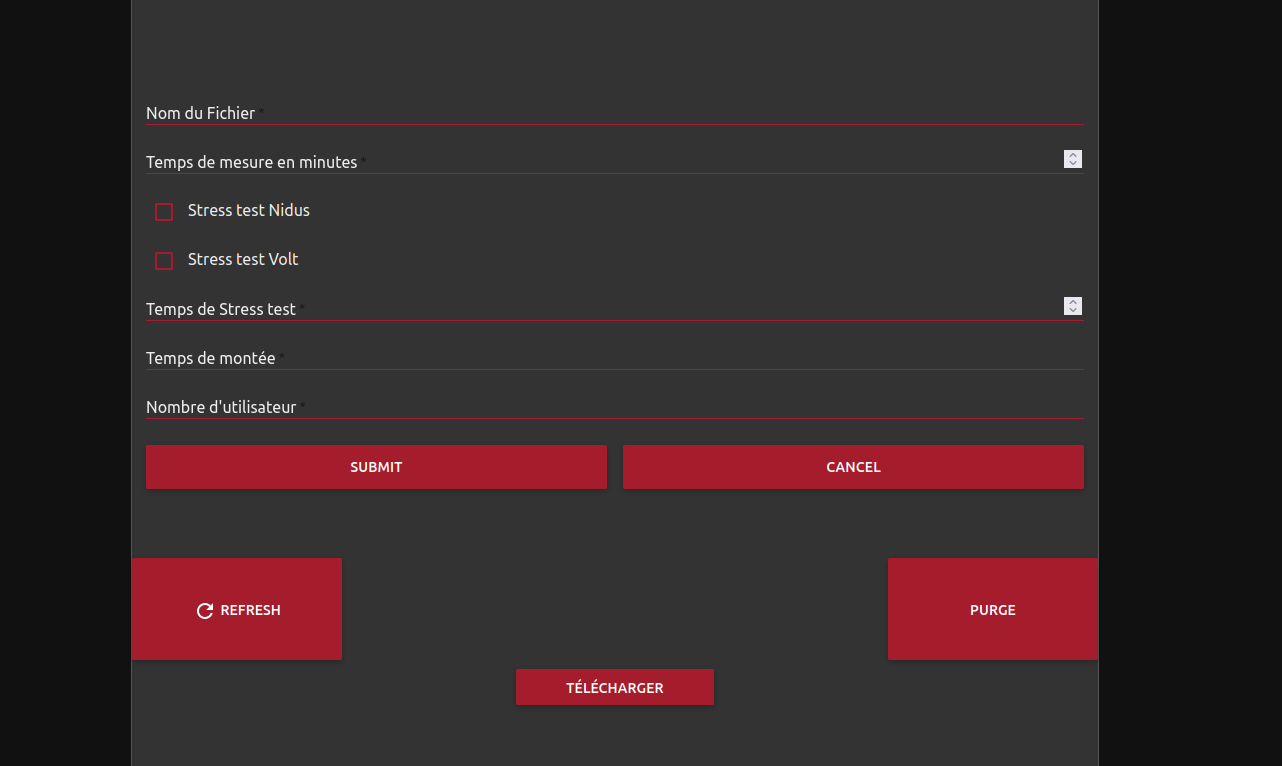 Nom du Fichier *
Temps de mesure en minutes *
Stress test Nidus
Stress test Volt
Temps de Stress test *
Temps de montée *
Nombre d'utilisateur *
SUBMIT CANCEL
REFRESH PURGE
TÉLÉCHARGER